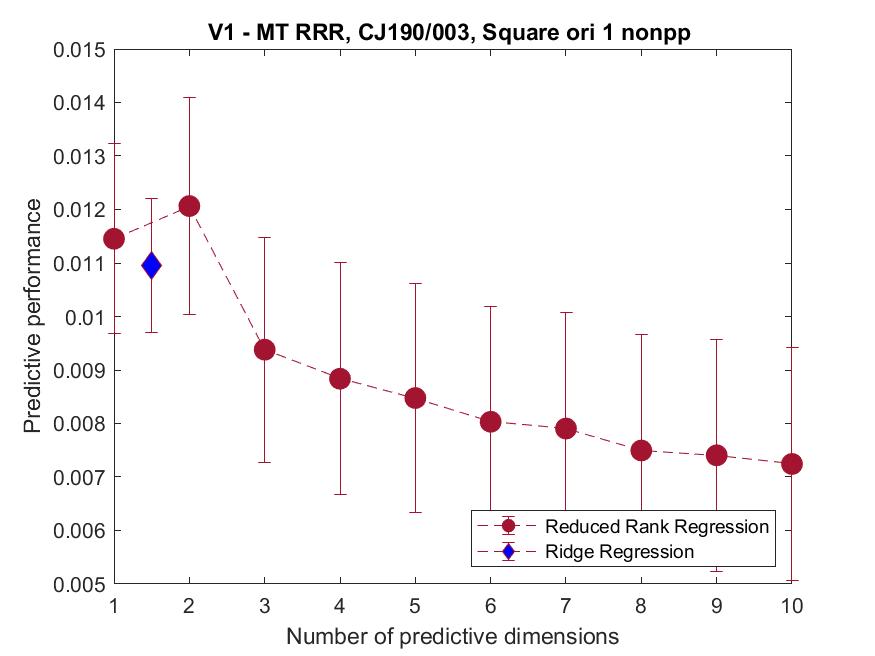 V1 - MT RRR, CJ190/003, Square ori 1 nonpp
0.015
0.014
0.013
0.012
0.011
0.01
0.009
0.008
0.007
0.006
0.005
Predictive performance
Reduced Rank Regression
Ridge Regression
1 2 3 4 5 6 7 8 9 10
Number of predictive dimensions